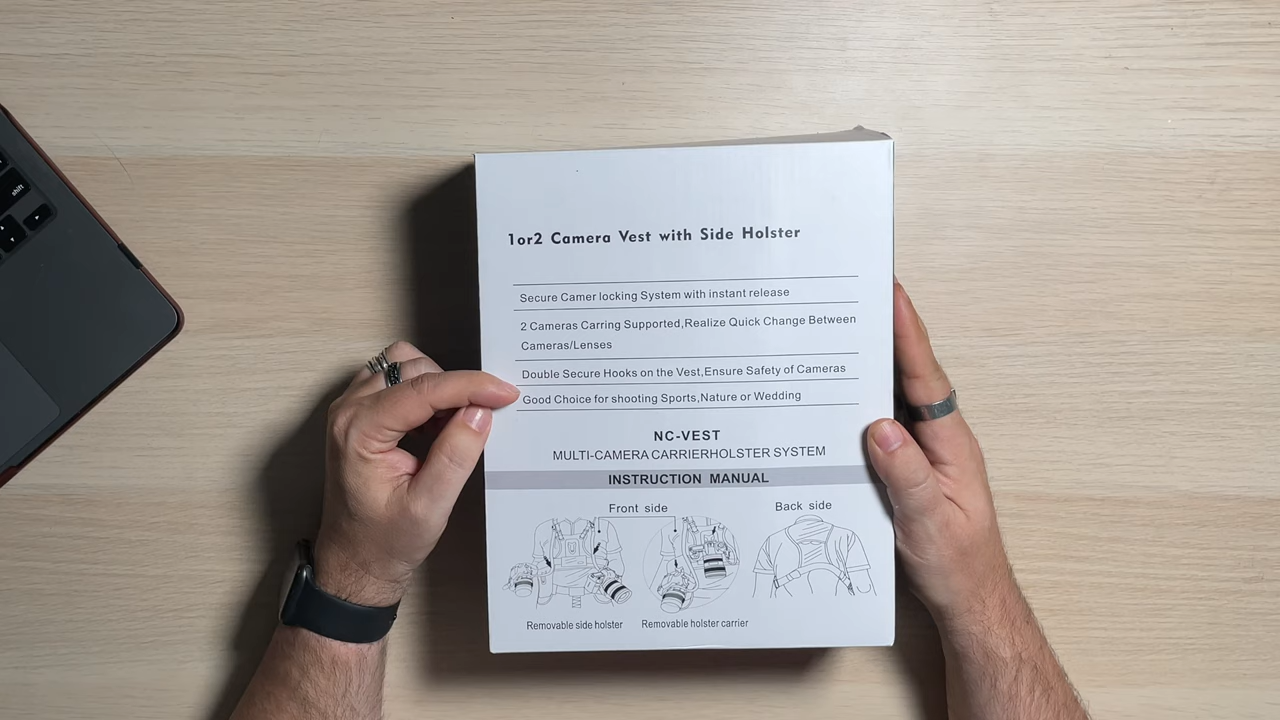 shift
1or2 Camera Vest with Side Holster
Secure Camer locking System with instant release
2 Cameras Carring Supported,Realize Quick Change Between
Cameras/Lenses
Double Secure Hooks on the Vest,Ensure Safety of Cameras
Good Choice for shooting Sports,Nature or Wedding
NC-VEST
MULTI-CAMERA CARRIERHOLSTER SYSTEM
INSTRUCTION MANUAL
Front side
Back side
Removable side holster
Removable holster carrier